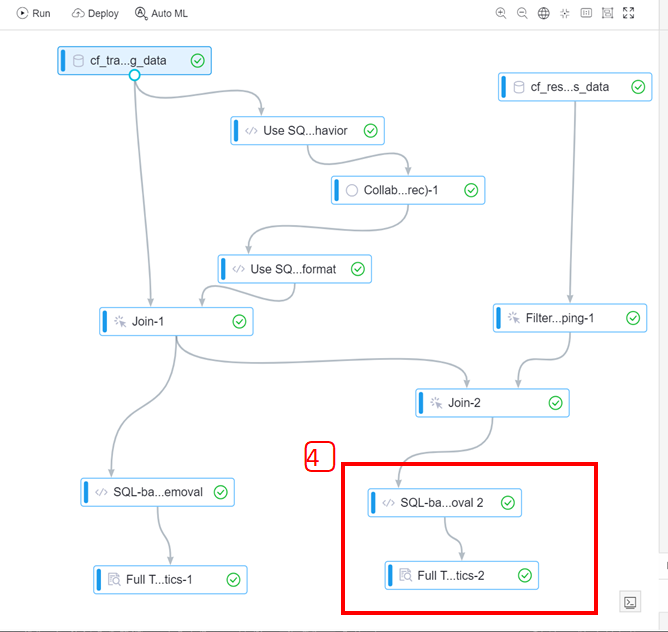 Run Deploy Auto ML
cf_tra...g_data
cf_res...s_data
Use SQ...havior
Collab...rec)-1
Use SQ...format
Join-1
Filter...ping-1
Join-2
4
SQL-ba...emoval
SQL-ba...oval 2
Full T...tics-1
Full T...tics-2